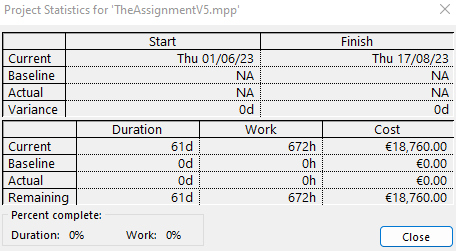 Project Statistics for 'TheAssignmentV5.mpp'
Start Finish
Current Thu 01/06/23 Thu 17/08/23
Baseline NA NA
Actual NA NA
Variance 0d 0d
Duration Work Cost
Current 61d 672h €18,760.00
Baseline 0d 0h €0.00
Actual 0d 0h €0.00
Remaining 61d 672h €18,760.00
Percent complete:
Duration: 0% Work: 0%
Close